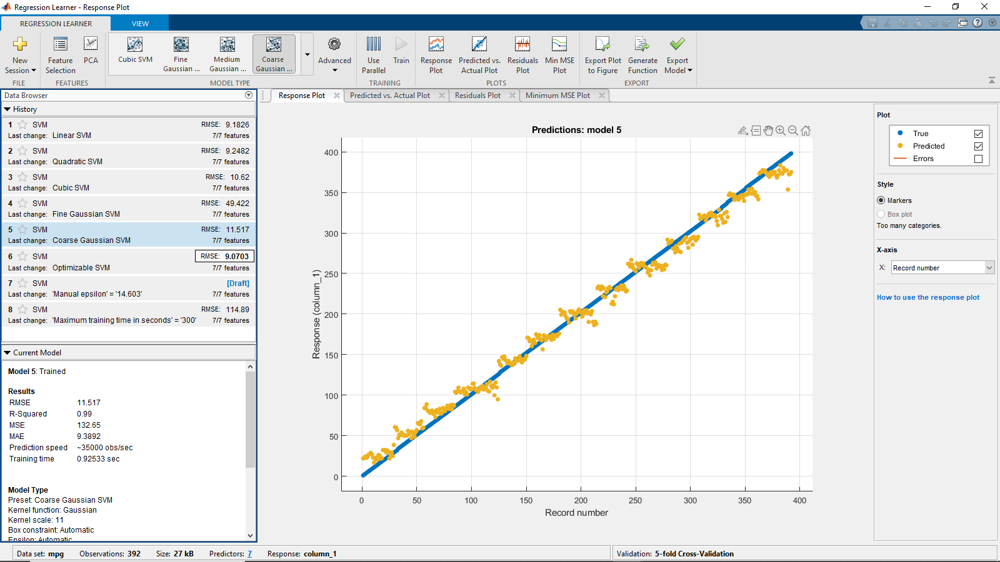 Regression Learner - Response Plot
REGRESSION LEARNER
VIEW
New Session
Feature Selection
PCA
Cubic SVM
Fine Gaussian ...
Medium Gaussian ...
Coarse Gaussian ...
Advanced
Use Parallel
Train
Response Plot
Predicted vs. Actual Plot
Residuals Plot
Min MSE Plot
Export Plot to Figure
Generate Function
Export Model
FILE
FEATURES
MODEL TYPE
TRAINING
PLOTS
EXPORT
Data Browser
History
1 SVM RMSE: 9.1826
Last change: Linear SVM 7/7 features
2 SVM RMSE: 9.2482
Last change: Quadratic SVM 7/7 features
3 SVM RMSE: 10.62
Last change: Cubic SVM 7/7 features
4 SVM RMSE: 49.422
Last change: Fine Gaussian SVM 7/7 features
5 SVM RMSE: 11.517
Last change: Coarse Gaussian SVM 7/7 features
6 SVM RMSE: 9.0703
Last change: Optimizable SVM 7/7 features
7 SVM [Draft]
Last change: 'Manual epsilon' = '14.603' 7/7 features
8 SVM RMSE: 114.89
Last change: 'Maximum training time in seconds' = '300' 7/7 features
Current Model
Model 5: Trained
Results
RMSE 11.517
R-Squared 0.99
MSE 132.65
MAE 9.3892
Prediction speed ~35000 obs/sec
Training time 0.92533 sec
Model Type
Preset: Coarse Gaussian SVM
Kernel function: Gaussian
Kernel scale: 11
Box constraint: Automatic
Epsilon: Automatic
Response Plot
Predicted vs. Actual Plot
Residuals Plot
Minimum MSE Plot
Predictions: model 5
400
350
300
250
200
150
100
50
0
Response (column_1)
0 50 100 150 200 250 300 350 400
Record number
Plot
True
Predicted
Errors
Style
Markers
Box plot
Too many categories.
X-axis
X: Record number
How to use the response plot
Data set: mpg Observations: 392 Size: 27 kB Predictors: 7 Response: column_1
Validation: 5-fold Cross-Validation